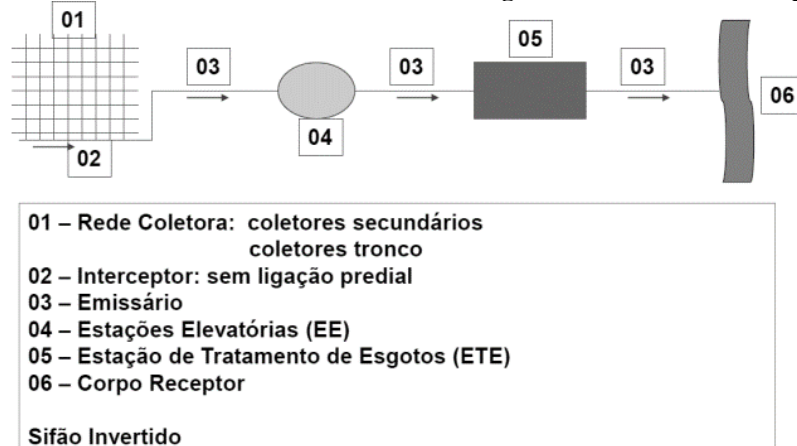 01
03
03
05
03
06
04
02
01 – Rede Coletora: coletores secundários
coletores tronco
02 – Interceptor: sem ligação predial
03 – Emissário
04 – Estações Elevatórias (EE)
05 – Estação de Tratamento de Esgotos (ETE)
06 – Corpo Receptor
Sifão Invertido